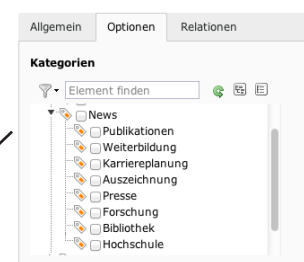 Allgemein Optionen Relationen
Kategorien
Element finden
News
Publikationen
Weiterbildung
Karriereplanung
Auszeichnung
Presse
Forschung
Bibliothek
Hochschule